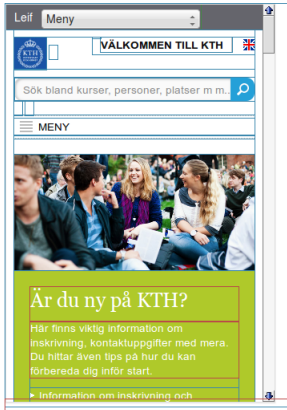 Leif Meny
KTH
VÄLKOMMEN TILL KTH
Sök bland kurser, personer, platser m m..
MENY
Är du ny på KTH?
Här finns viktig information om
inskrivning, kontaktuppgifter med mera.
Du hittar även tips på hur du kan
förbereda dig inför start.
Information om inskrivning och